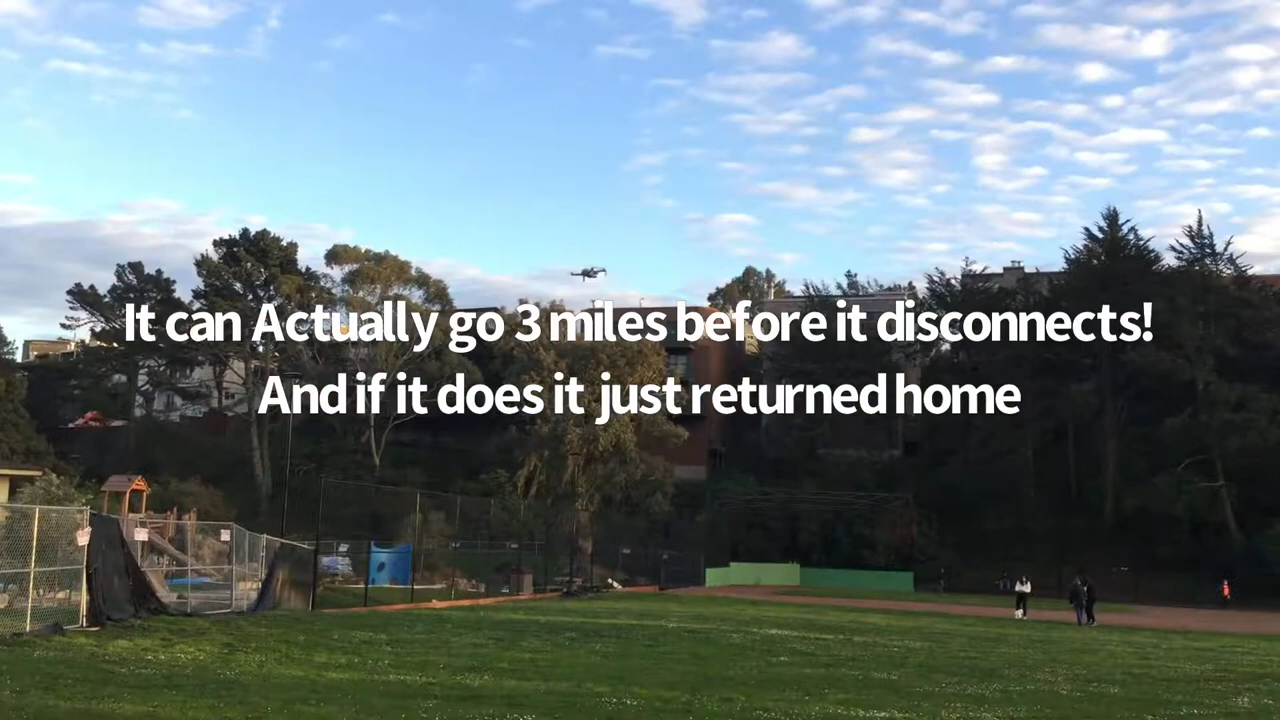 It can Actually go 3 miles before it disconnects!
And if it does it just returned home